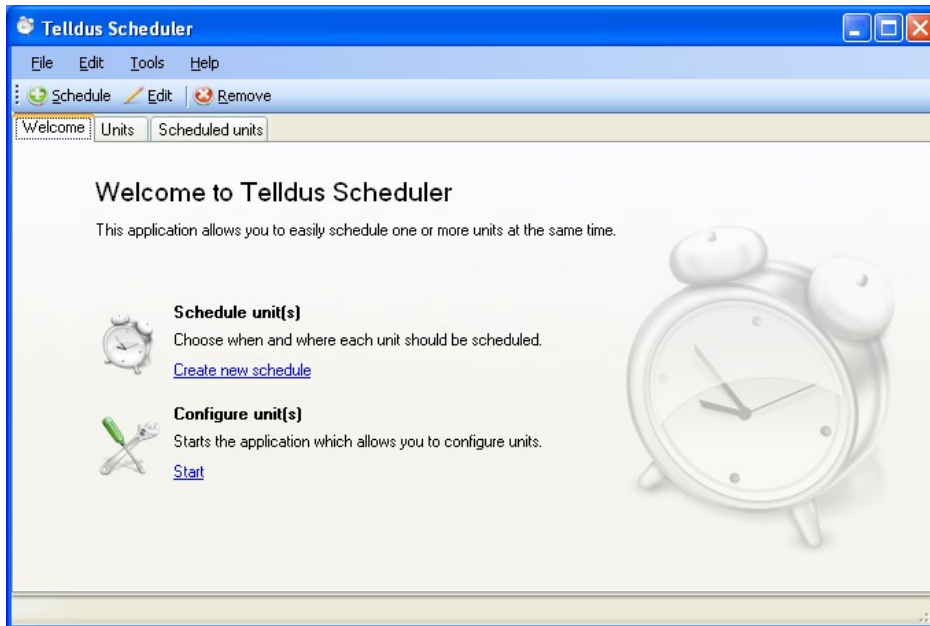 Telldus Scheduler
File Edit Tools Help
Schedule Edit Remove
Welcome Units Scheduled units
Welcome to Telldus Scheduler
This application allows you to easily schedule one or more units at the same time.
Schedule unit(s)
Choose when and where each unit should be scheduled.
Create new schedule
Configure unit(s)
Starts the application which allows you to configure units.
Start